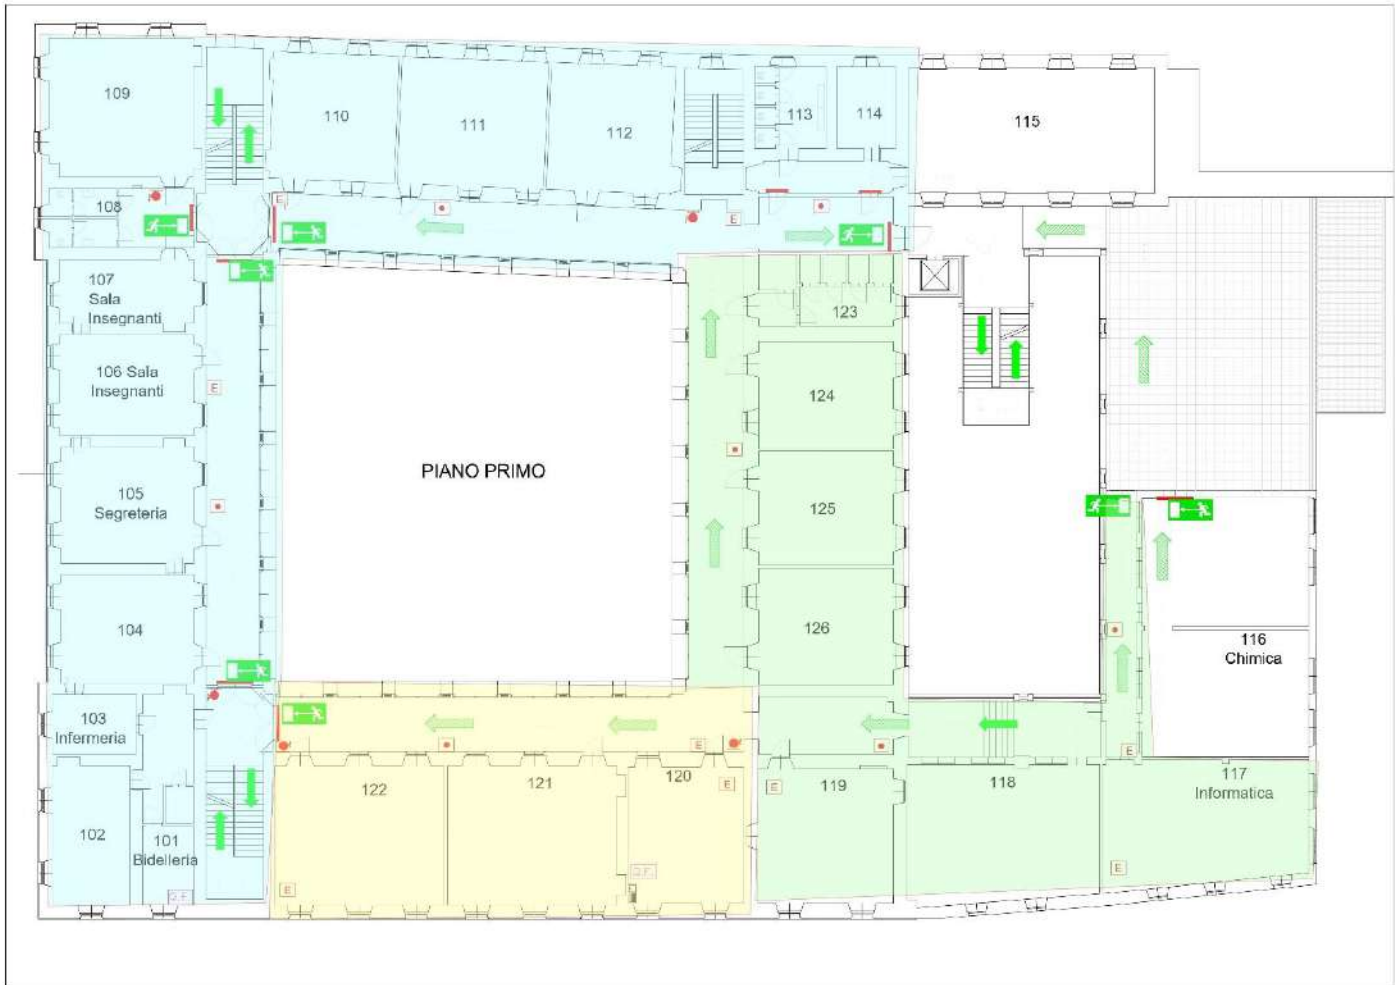 109
110
111
112
113
114
115
108
E
E
107
Sala
Insegnanti
123
106 Sala
Insegnanti
E
124
PIANO PRIMO
105
Segreteria
125
104
126
116
Chimica
103
Infermeria
E
E
122
121
120
E
119
E
118
117
Informatica
102
101
Bidelleria
E
Q.F.
Q.F.
E